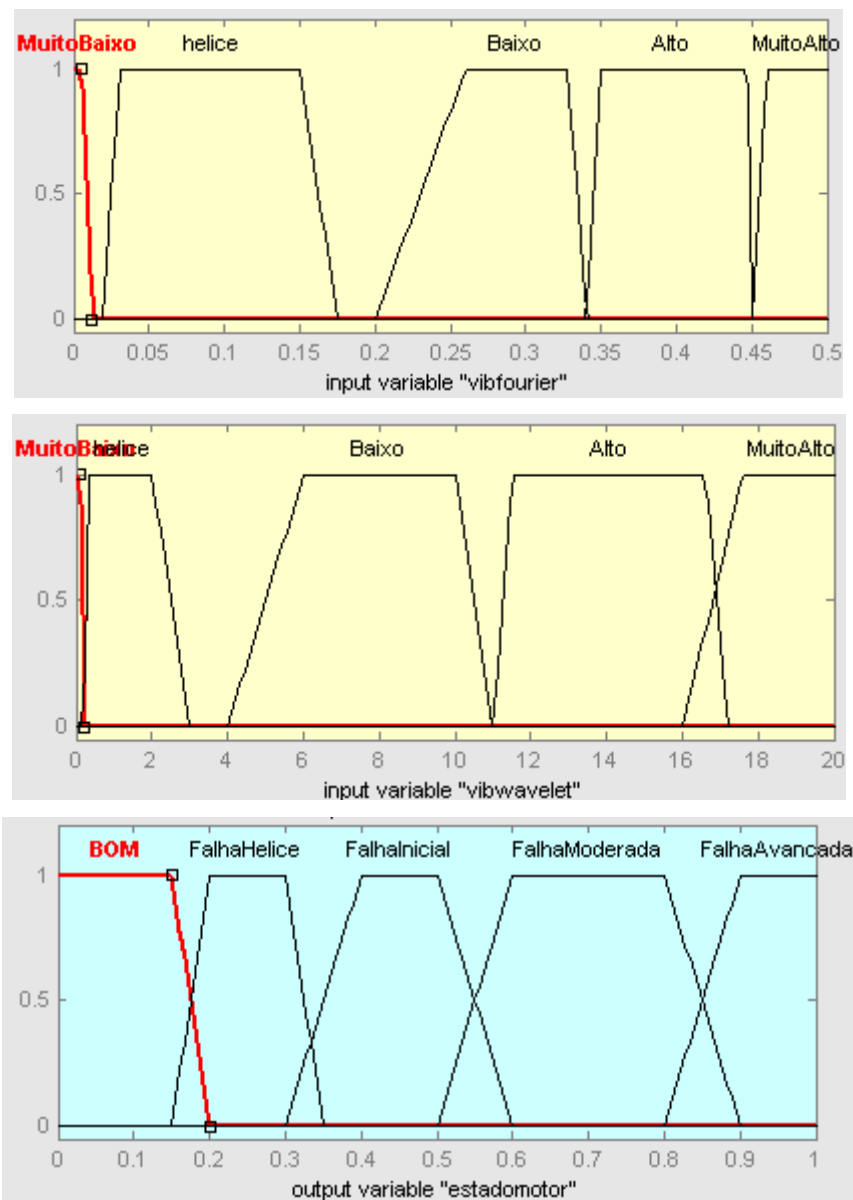 MuitoBaixo helice Baixo Alto MuitoAlto
1
0.5
0
0 0.05 0.1 0.15 0.2 0.25 0.3 0.35 0.4 0.45 0.5
input variable "vibfourier"
MuitoBaixo helice Baixo Alto MuitoAlto
1
0.5
0
0 2 4 6 8 10 12 14 16 18 20
input variable "vibwavelet"
BOM FalhaHelice FalhaInicial FalhaModerada FalhaAvancada
1
0.5
0
0 0.1 0.2 0.3 0.4 0.5 0.6 0.7 0.8 0.9 1
output variable "estadomotor"